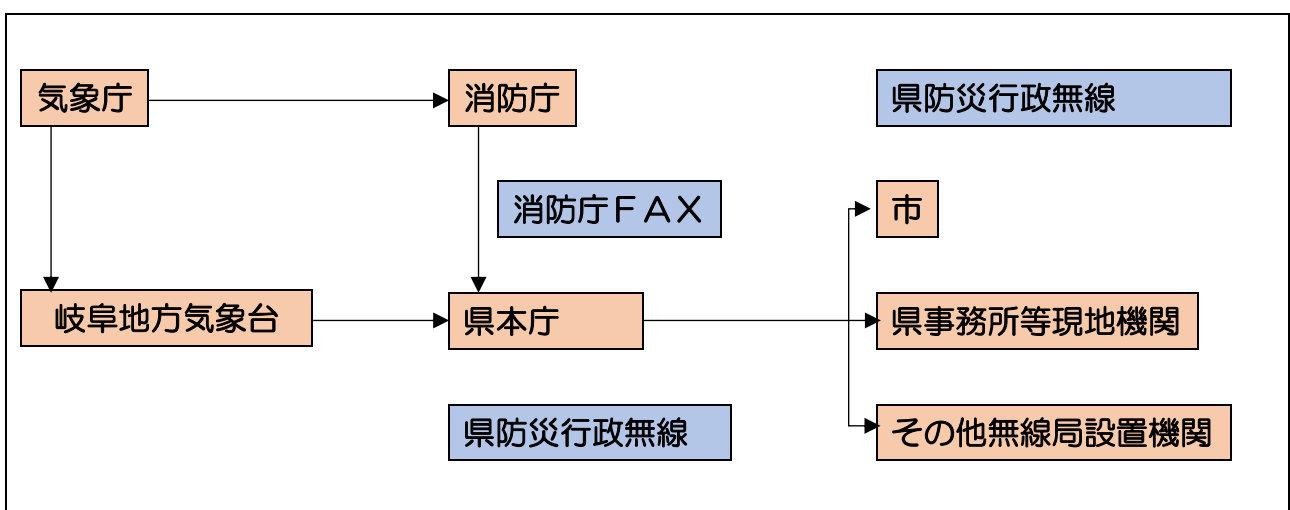 気象庁
消防庁
県防災行政無線
消防庁ＦＡＸ
市
岐阜地方気象台
県本庁
県事務所等現地機関
県防災行政無線
その他無線局設置機関